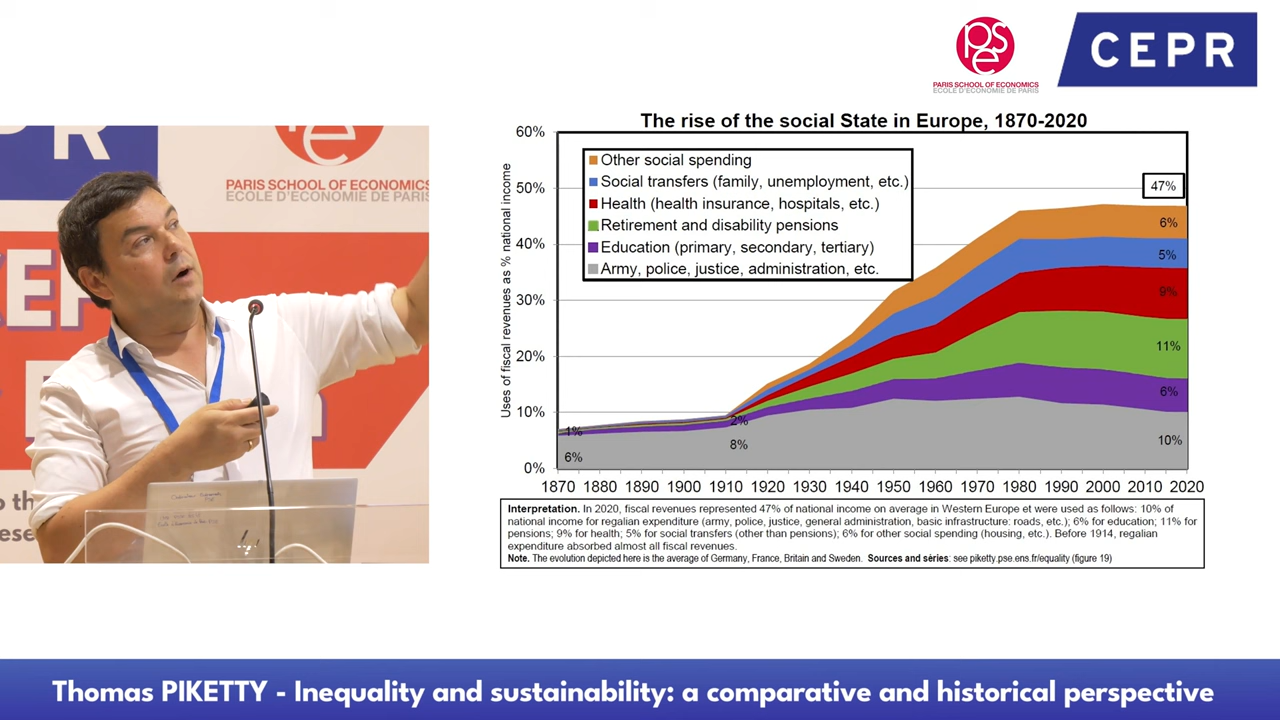 PSE
PARIS SCHOOL OF ECONOMICS
ECOLE D'ECONOMIE DE PARIS
CEPR
PR
PARIS SCHOOL OF ECONOMICS
ECOLE D'ECONOMIE DE PARIS
The rise of the social State in Europe, 1870-2020
Uses of fiscal revenues as % national income
60%
50%
40%
30%
20%
10%
0%
Other social spending
Social transfers (family, unemployment, etc.)
Health (health insurance, hospitals, etc.)
Retirement and disability pensions
Education (primary, secondary, tertiary)
Army, police, justice, administration, etc.
47%
6%
5%
9%
11%
6%
10%
1%
6%
2%
8%
1870 1880 1890 1900 1910 1920 1930 1940 1950 1960 1970 1980 1990 2000 2010 2020
Interpretation. In 2020, fiscal revenues represented 47% of national income on average in Western Europe et were used as follows: 10% of
national income for regalian expenditure (army, police, justice, general administration, basic infrastructure: roads, etc.); 6% for education; 11% for
pensions; 9% for health; 5% for social transfers (other than pensions); 6% for other social spending (housing, etc.). Before 1914, regalian
expenditure absorbed almost all fiscal revenues.
Note. The evolution depicted here is the average of Germany, France, Britain and Sweden. Sources and séries: see piketty.pse.ens.fr/equality (figure 19)
hp
Thomas PIKETTY - Inequality and sustainability: a comparative and historical perspective